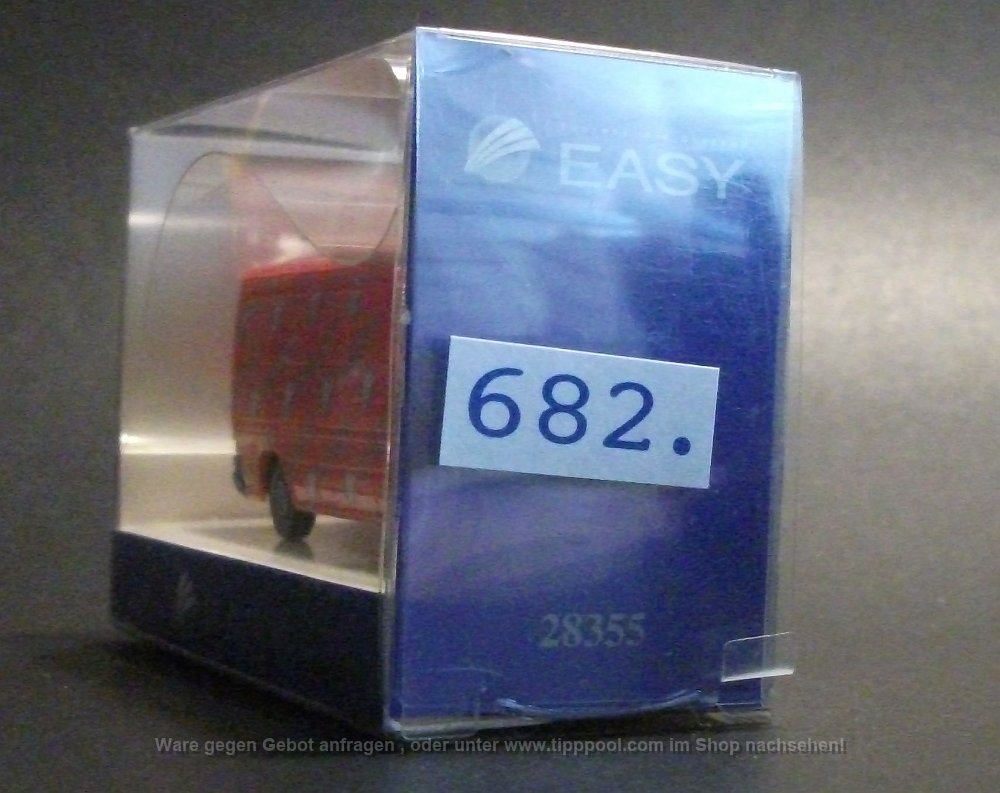 EASY
682.
28355
Ware gegen Gebot anfragen , oder unter www.tipppool.com im Shop nachsehen!